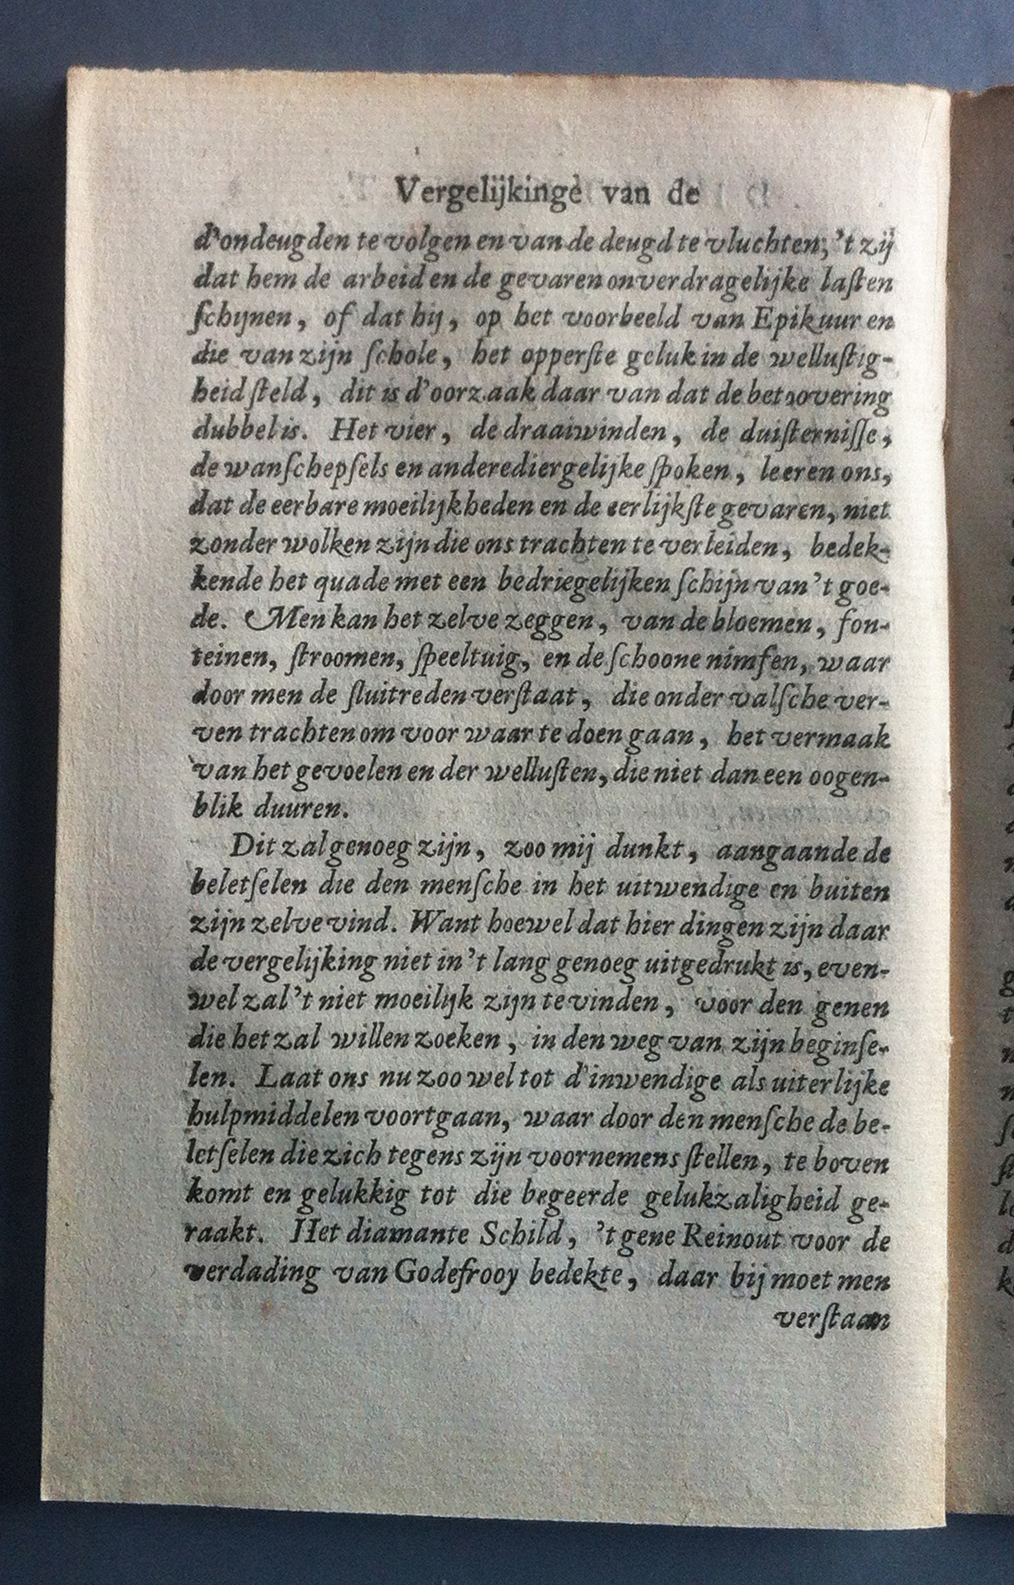 Vergelijkinge van de
d'ondeugden te volgen en van de deugd te vluchten; 't zij
dat hem de arbeid en de gevaren onverdragelijke laſten
ſchijnen, of dat hij, op het voorbeeld van Epikuur en
die van zijn ſchole, het opperſte geluk in de welluſtig-
heid ſteld, dit is d'oorzaak daar van dat de betoovering
dubbel is. Het vier, de draaiwinden, de duiſterniſſe,
de wanſchepſels en andere diergelijke ſpoken, leeren ons,
dat de eerbare moeilijkheden en de eerlijkſte gevaren, niet
zonder wolken zijn die ons trachten te verleiden, bedek-
kende het quade met een bedriegelijken ſchijn van 't goe-
de. Men kan het zelve zeggen, van de bloemen, fon-
teinen, ſtroomen, ſpeeltuig, en de ſchoone nimfen, waar
door men de ſluitreden verſtaat, die onder valſche ver-
ven trachten om voor waar te doen gaan, het vermaak
van het gevoelen en der welluſten, die niet dan een oogen-
blik duuren.
Dit zal genoeg zijn, zoo mij dunkt, aangaande de
beletſelen die den menſche in het uitwendige en buiten
zijn zelve vind. Want hoewel dat hier dingen zijn daar
de vergelijking niet in 't lang genoeg uitgedrukt is, even-
wel zal 't niet moeilijk zijn te vinden, voor den genen
die het zal willen zoeken, in den weg van zijn beginſe-
len. Laat ons nu zoo wel tot d'inwendige als uiterlijke
hulpmiddelen voortgaan, waar door den menſche de be-
letſelen die zich tegens zijn voornemens ſtellen, te boven
komt en gelukkig tot die begeerde gelukzaligheid ge-
raakt. Het diamante Schild, 't gene Reinout voor de
verdading van Godefrooy bedekte, daar bij moet men
verſtaan